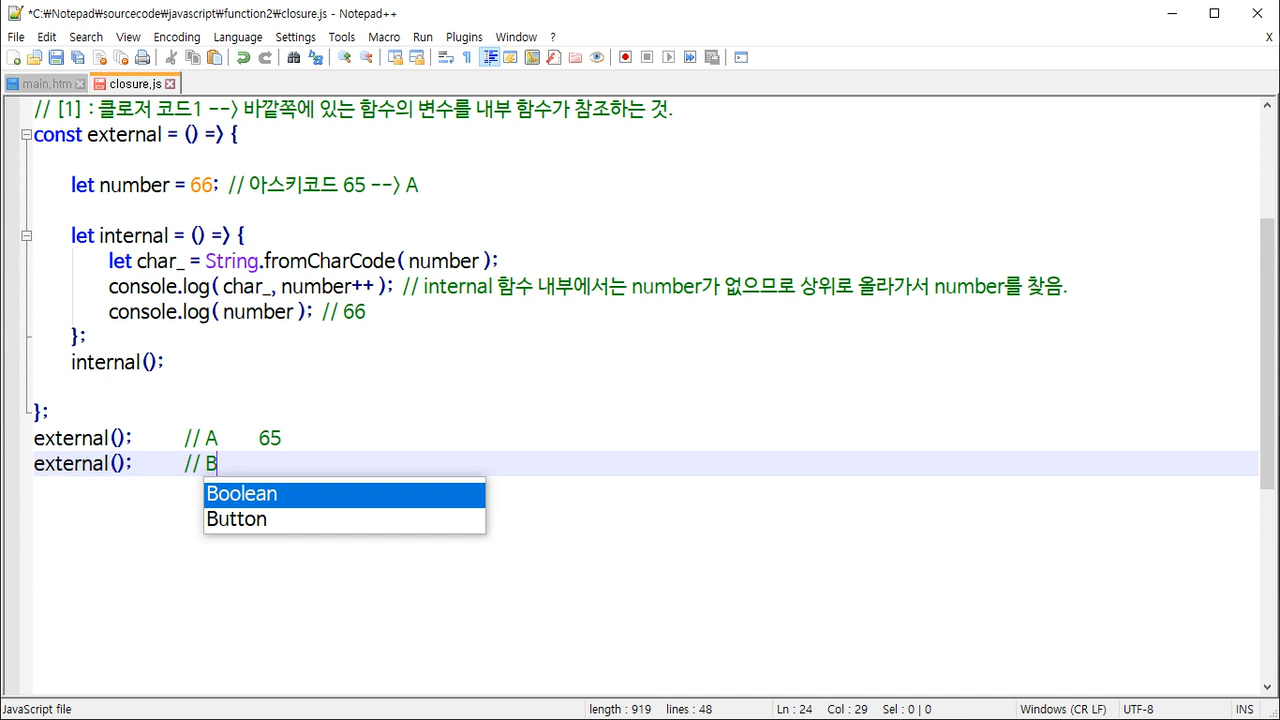 *C:₩Notepad₩sourcecode₩javascript₩function2₩closure.js - Notepad++
File Edit Search View Encoding Language Settings Tools Macro Run Plugins Window ? X
main.htm closure.js
// [1] : 클로저 코드1 --> 바깥쪽에 있는 함수의 변수를 내부 함수가 참조하는 것.
const external = () => {
let number = 66; // 아스키코드 65 --> A
let internal = () => {
let char_ = String.fromCharCode( number );
console.log( char_, number++ ); // internal 함수 내부에서는 number가 없으므로 상위로 올라가서 number를 찾음.
console.log( number ); // 66
};
internal();
};
external(); // A 65
external(); // B
Boolean
Button
JavaScript file length : 919 lines : 48 Ln : 24 Col : 29 Sel : 0 | 0 Windows (CR LF) UTF-8 INS